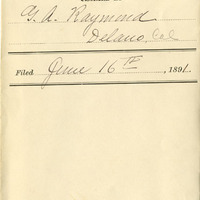 G. A. Raymond
Delano, Cal
Filed June 16th, 1891.